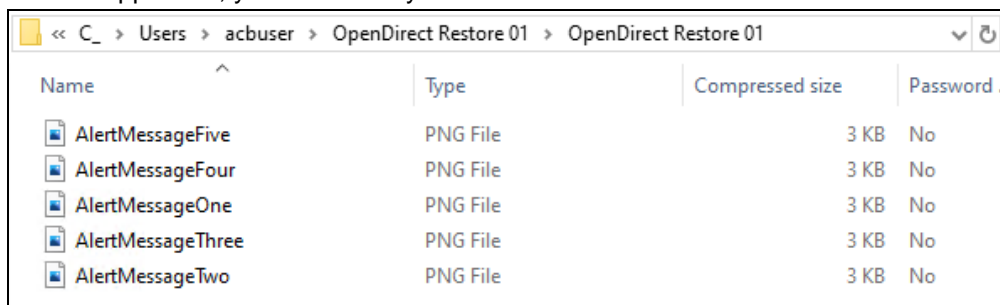 « C_ > Users > acbuser > OpenDirect Restore 01 > OpenDirect Restore 01
Name Type Compressed size Password
AlertMessageFive PNG File 3 KB No
AlertMessageFour PNG File 3 KB No
AlertMessageOne PNG File 3 KB No
AlertMessageThree PNG File 3 KB No
AlertMessageTwo PNG File 3 KB No